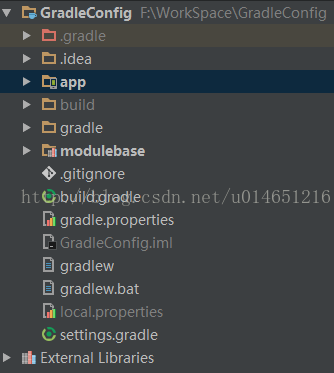 GradleConfig F:\WorkSpace\GradleConfig
.gradle
.idea
app
build
gradle
modulebase
.gitignore
build.gradle
http://blog.csdn.net/u014651216
gradle.properties
GradleConfig.iml
gradlew
gradlew.bat
local.properties
settings.gradle
External Libraries